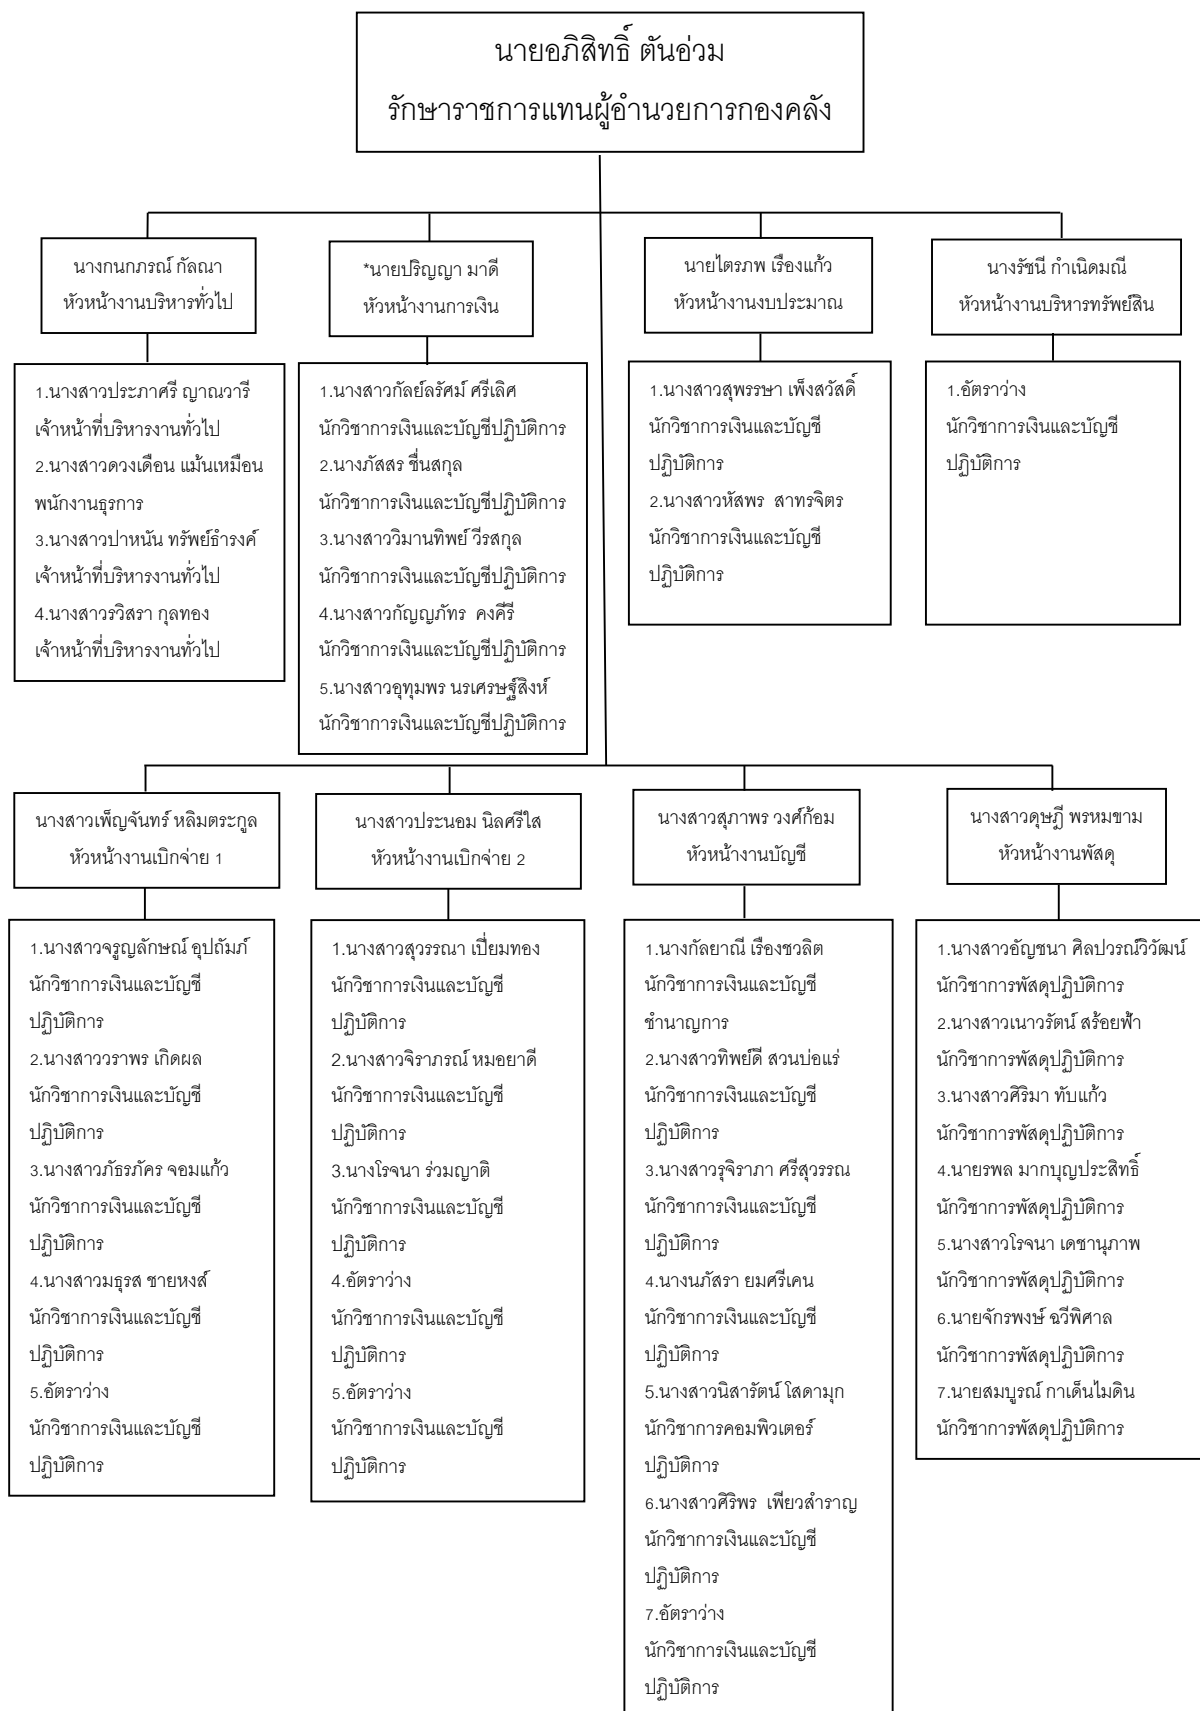 นายอภิสิทธิ์ ตันอ่วม
รักษาราชการแทนผู้อำนวยการกองคลัง
นางกนกภรณ์ กัลณา
หัวหน้างานบริหารทั่วไป
*นายปริญญา มาดี
หัวหน้างานการเงิน
นายไตรภพ เรืองแก้ว
หัวหน้างานงบประมาณ
นางรัชนี กำเนิดมณี
หัวหน้างานบริหารทรัพย์สิน
1.นางสาวประภาศรี ญาณวารี
เจ้าหน้าที่บริหารงานทั่วไป
2.นางสาวดวงเดือน แม้นเหมือน
พนักงานธุรการ
3.นางสาวปาหนัน ทรัพย์ธำรงค์
เจ้าหน้าที่บริหารงานทั่วไป
4.นางสาวรวิสรา กุลทอง
เจ้าหน้าที่บริหารงานทั่วไป
1.นางสาวกัลย์ลรัศม์ ศรีเลิศ
นักวิชาการเงินและบัญชีปฏิบัติการ
2.นางภัสสร ชื่นสกุล
นักวิชาการเงินและบัญชีปฏิบัติการ
3.นางสาววิมานทิพย์ วีรสกุล
นักวิชาการเงินและบัญชีปฏิบัติการ
4.นางสาวกัญญภัทร  คงคีรี
นักวิชาการเงินและบัญชีปฏิบัติการ
5.นางสาวอุทุมพร นรเศรษฐ์สิงห์
นักวิชาการเงินและบัญชีปฏิบัติการ
1.นางสาวสุพรรษา เพ็งสวัสดิ์
นักวิชาการเงินและบัญชี
ปฏิบัติการ
2.นางสาวหัสพร  สาทรจิตร
นักวิชาการเงินและบัญชี
ปฏิบัติการ
1.อัตราว่าง
นักวิชาการเงินและบัญชี
ปฏิบัติการ
นางสาวเพ็ญจันทร์ หลิมตระกูล
หัวหน้างานเบิกจ่าย 1
นางสาวประนอม นิลศรีใส
หัวหน้างานเบิกจ่าย 2
นางสาวสุภาพร วงศ์ก้อม
หัวหน้างานบัญชี
นางสาวดุษฎี พรหมขาม
หัวหน้างานพัสดุ
1.นางสาวจรูญลักษณ์ อุปถัมภ์
นักวิชาการเงินและบัญชี
ปฏิบัติการ
2.นางสาววราพร เกิดผล
นักวิชาการเงินและบัญชี
ปฏิบัติการ
3.นางสาวภัธรภัคร จอมแก้ว
นักวิชาการเงินและบัญชี
ปฏิบัติการ
4.นางสาวมธุรส ชายหงส์
นักวิชาการเงินและบัญชี
ปฏิบัติการ
5.อัตราว่าง
นักวิชาการเงินและบัญชี
ปฏิบัติการ
1.นางสาวสุวรรณา เปี่ยมทอง
นักวิชาการเงินและบัญชี
ปฏิบัติการ
2.นางสาวจิราภรณ์ หมอยาดี
นักวิชาการเงินและบัญชี
ปฏิบัติการ
3.นางโรจนา ร่วมญาติ
นักวิชาการเงินและบัญชี
ปฏิบัติการ
4.อัตราว่าง
นักวิชาการเงินและบัญชี
ปฏิบัติการ
5.อัตราว่าง
นักวิชาการเงินและบัญชี
ปฏิบัติการ
1.นางกัลยาณี เรืองชวลิต
นักวิชาการเงินและบัญชี
ชำนาญการ
2.นางสาวทิพย์ดี สวนบ่อแร่
นักวิชาการเงินและบัญชี
ปฏิบัติการ
3.นางสาวรุจิราภา ศรีสุวรรณ
นักวิชาการเงินและบัญชี
ปฏิบัติการ
4.นางนภัสรา ยมศรีเคน
นักวิชาการเงินและบัญชี
ปฏิบัติการ
5.นางสาวนิสารัตน์ โสดามุก
นักวิชาการคอมพิวเตอร์
ปฏิบัติการ
6.นางสาวศิริพร  เพียวสำราญ
นักวิชาการเงินและบัญชี
ปฏิบัติการ
7.อัตราว่าง
นักวิชาการเงินและบัญชี
ปฏิบัติการ
1.นางสาวอัญชนา ศิลปวรณ์วิวัฒน์
นักวิชาการพัสดุปฏิบัติการ
2.นางสาวเนาวรัตน์ สร้อยฟ้า
นักวิชาการพัสดุปฏิบัติการ
3.นางสาวศิริมา ทับแก้ว
นักวิชาการพัสดุปฏิบัติการ
4.นายรพล มากบุญประสิทธิ์
นักวิชาการพัสดุปฏิบัติการ
5.นางสาวโรจนา เดชานุภาพ
นักวิชาการพัสดุปฏิบัติการ
6.นายจักรพงษ์ ฉวีพิศาล
นักวิชาการพัสดุปฏิบัติการ
7.นายสมบูรณ์ กาเด็นไมดิน
นักวิชาการพัสดุปฏิบัติการ